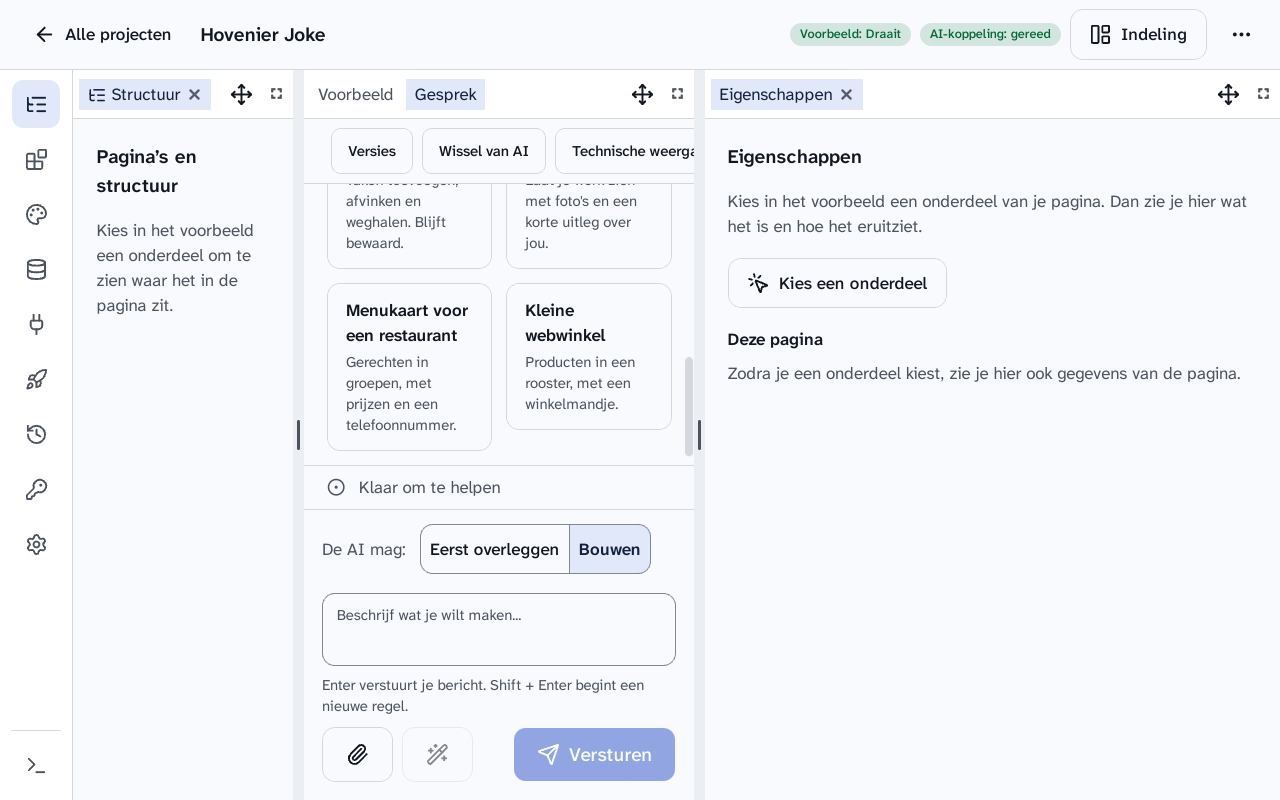 Alle projecten
Hovenier Joke
Voorbeeld: Draait
AI-koppeling: gereed
Indeling
Structuur
Pagina's en
structuur
Kies in het voorbeeld
een onderdeel om te
zien waar het in de
pagina zit.
Voorbeeld
Gesprek
Versies
Wissel van AI
Technische weerga
afvinken en
weghalen. Blijft
bewaard.
met foto's en een
korte uitleg over
jou.
Menukaart voor
een restaurant
Gerechten in
groepen, met
prijzen en een
telefoonnummer.
Kleine
webwinkel
Producten in een
rooster, met een
winkelmandje.
Klaar om te helpen
De AI mag:
Eerst overleggen
Bouwen
Beschrijf wat je wilt maken...
Enter verstuurt je bericht. Shift + Enter begint een
nieuwe regel.
Versturen
Eigenschappen
Eigenschappen
Kies in het voorbeeld een onderdeel van je pagina. Dan zie je hier wat
het is en hoe het eruitziet.
Kies een onderdeel
Deze pagina
Zodra je een onderdeel kiest, zie je hier ook gegevens van de pagina.